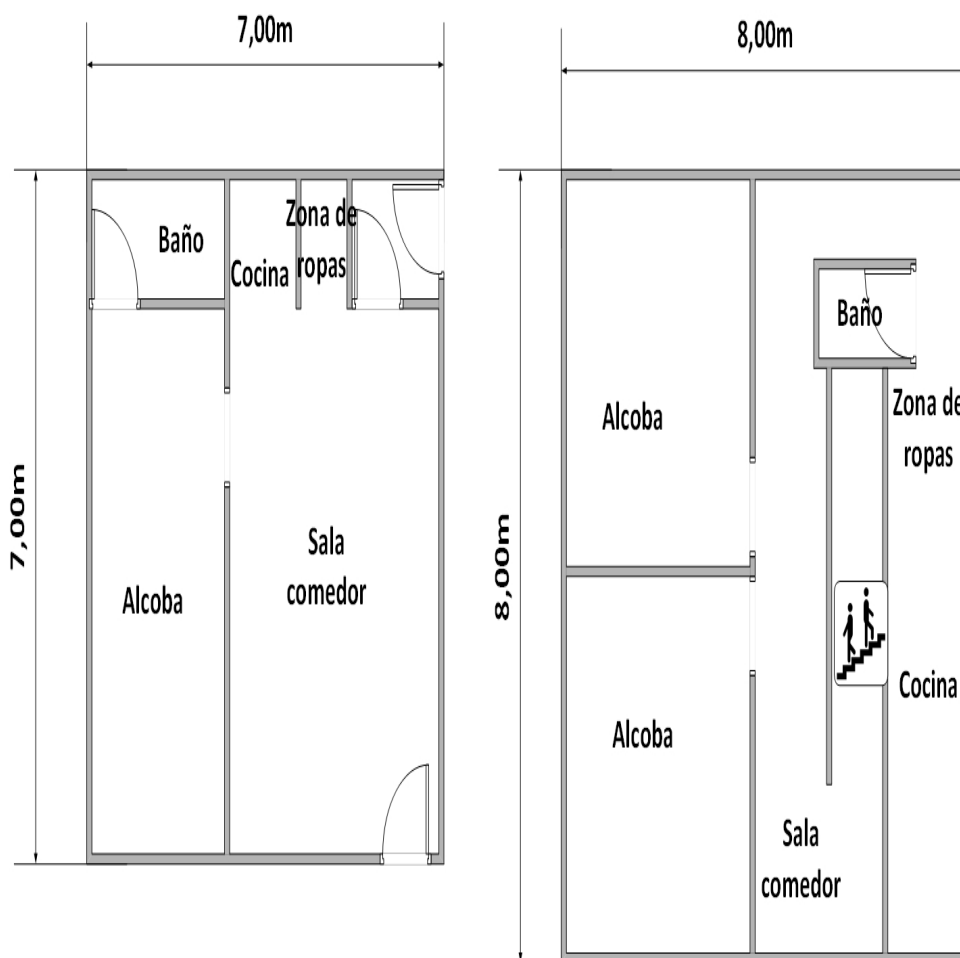 7,00m
7,00m
Baño
Cocina
Zona de
ropas
Alcoba
Sala
comedor
8,00m
8,00m
Alcoba
Baño
Zona de
ropas
Alcoba
Cocina
Sala
comedor